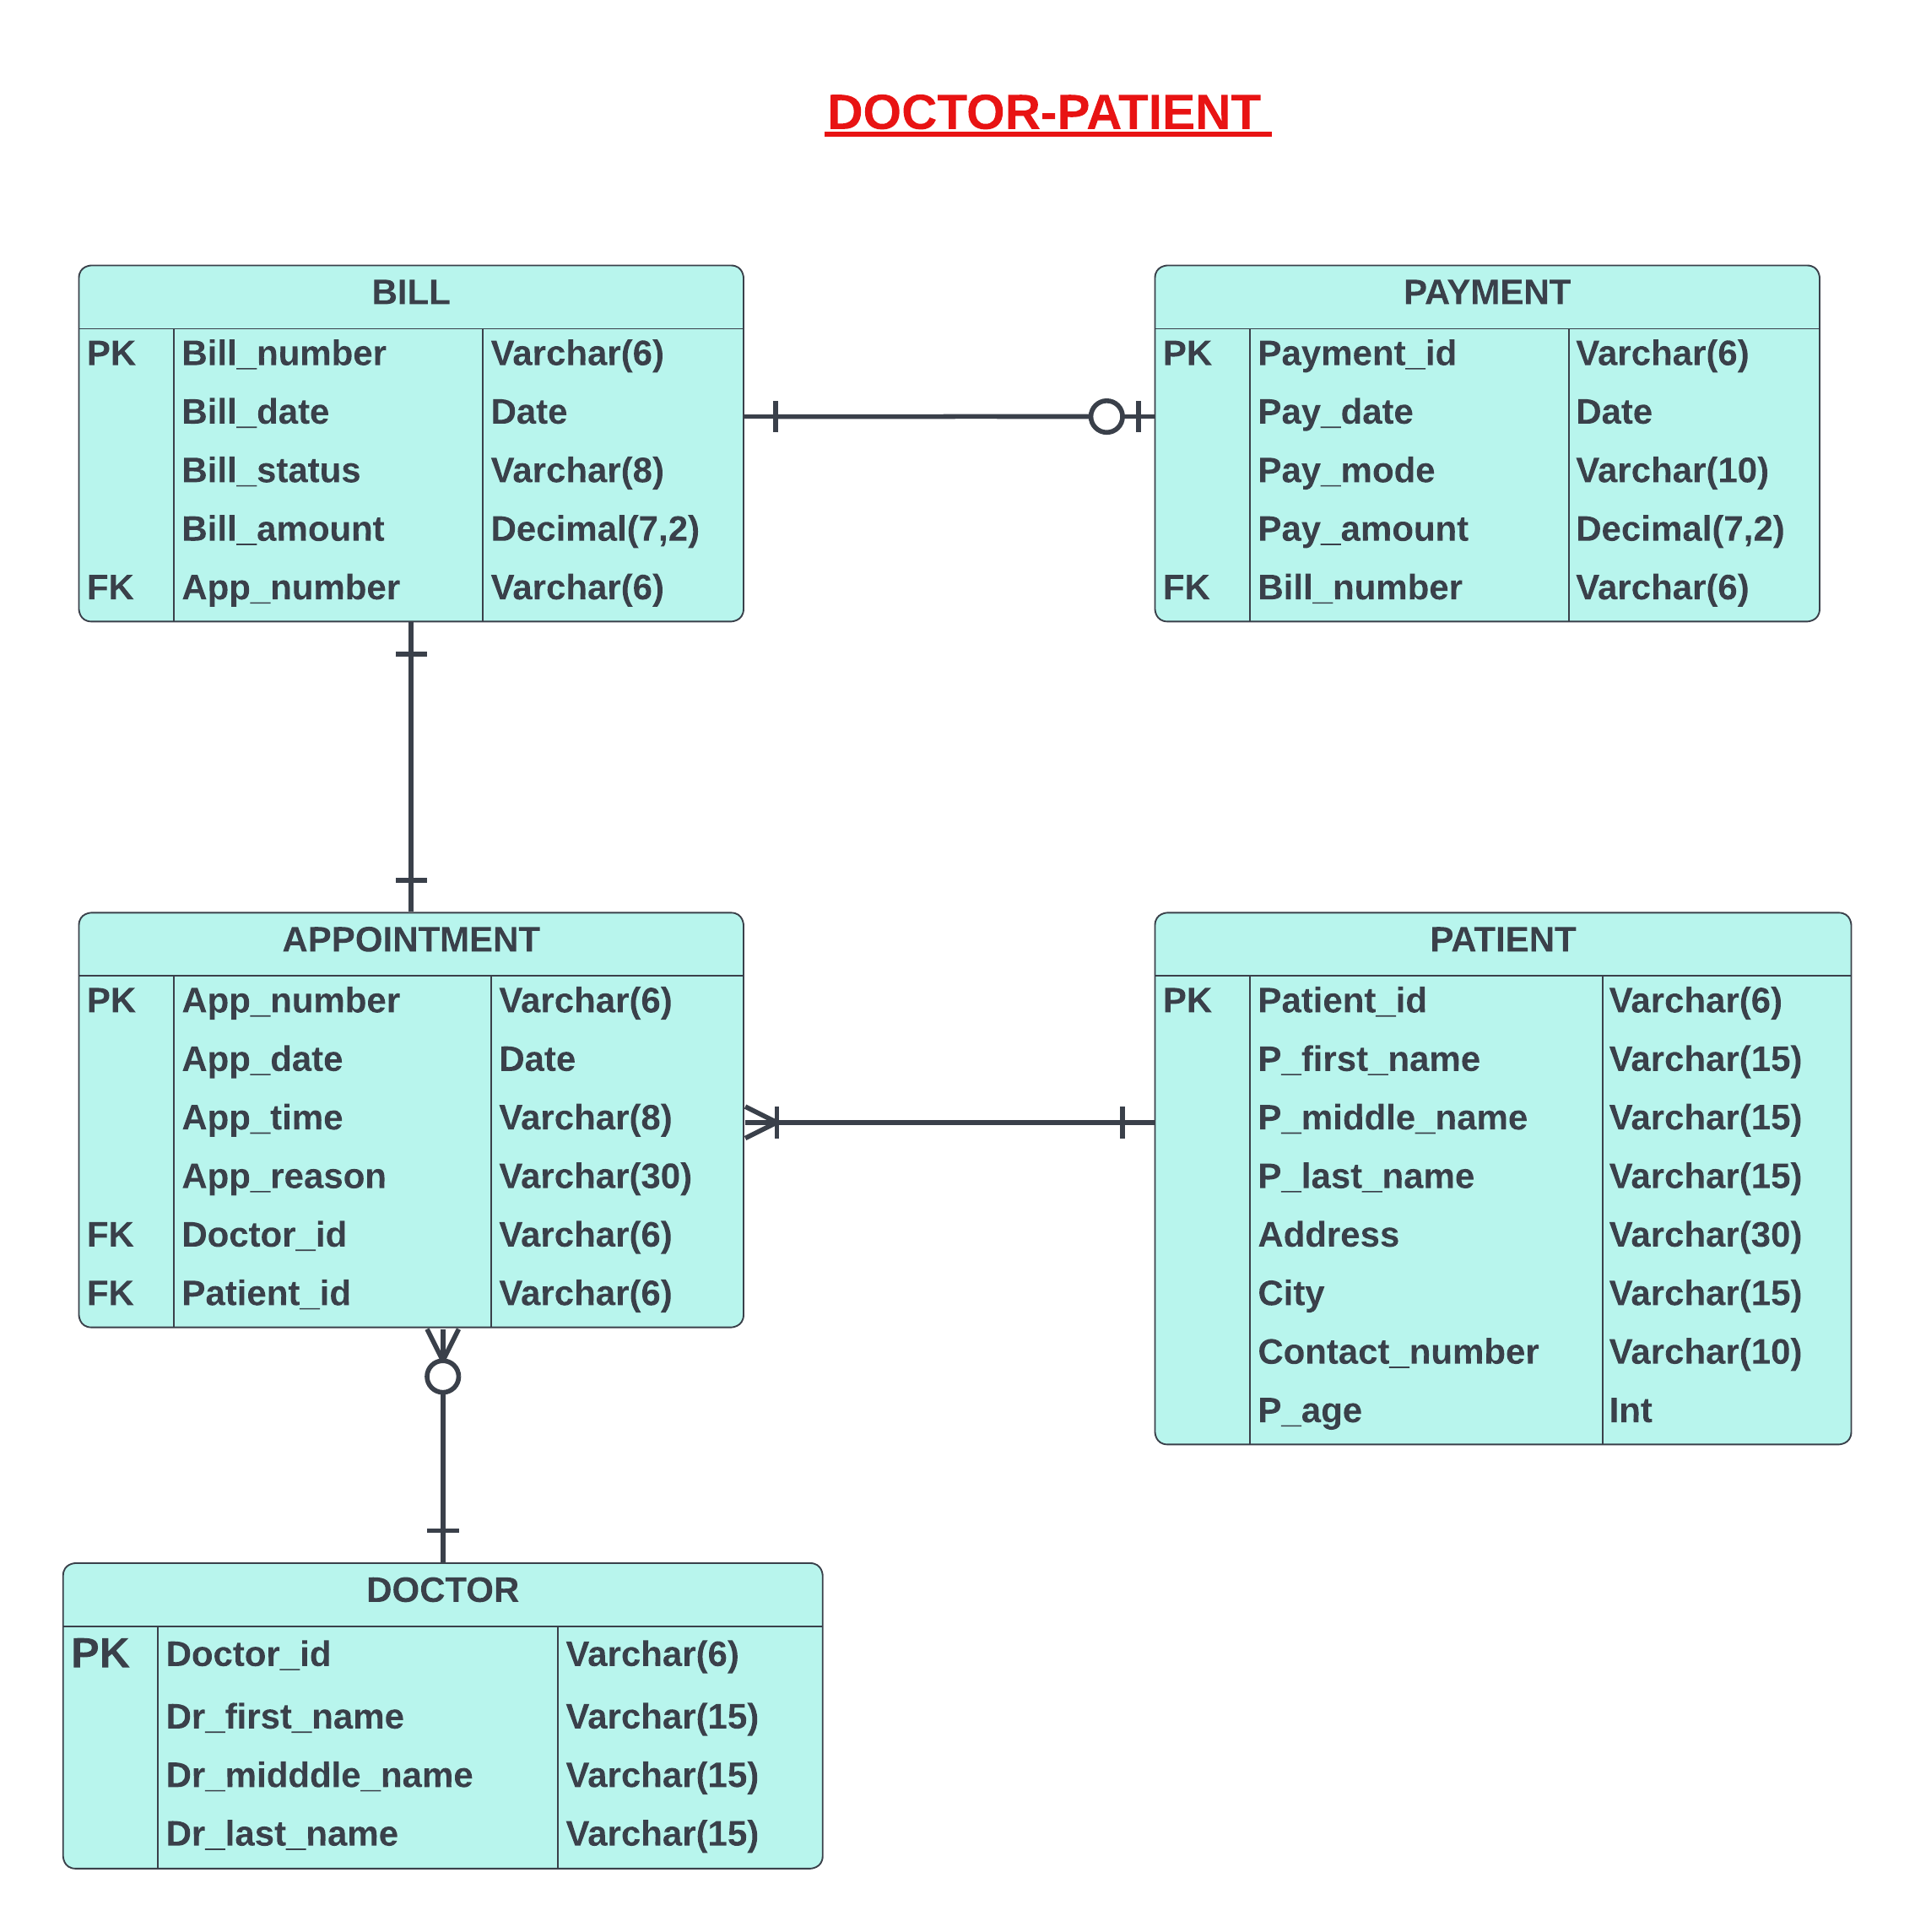 DOCTOR-PATIENT
BILL
PK Bill_number Varchar(6)
Bill_date Date
Bill_status Varchar(8)
Bill_amount Decimal(7,2)
FK App_number Varchar(6)
PAYMENT
PK Payment_id Varchar(6)
Pay_date Date
Pay_mode Varchar(10)
Pay_amount Decimal(7,2)
FK Bill_number Varchar(6)
APPOINTMENT
PK App_number Varchar(6)
App_date Date
App_time Varchar(8)
App_reason Varchar(30)
FK Doctor_id Varchar(6)
FK Patient_id Varchar(6)
PATIENT
PK Patient_id Varchar(6)
P_first_name Varchar(15)
P_middle_name Varchar(15)
P_last_name Varchar(15)
Address Varchar(30)
City Varchar(15)
Contact_number Varchar(10)
P_age Int
DOCTOR
PK Doctor_id Varchar(6)
Dr_first_name Varchar(15)
Dr_midddle_name Varchar(15)
Dr_last_name Varchar(15)